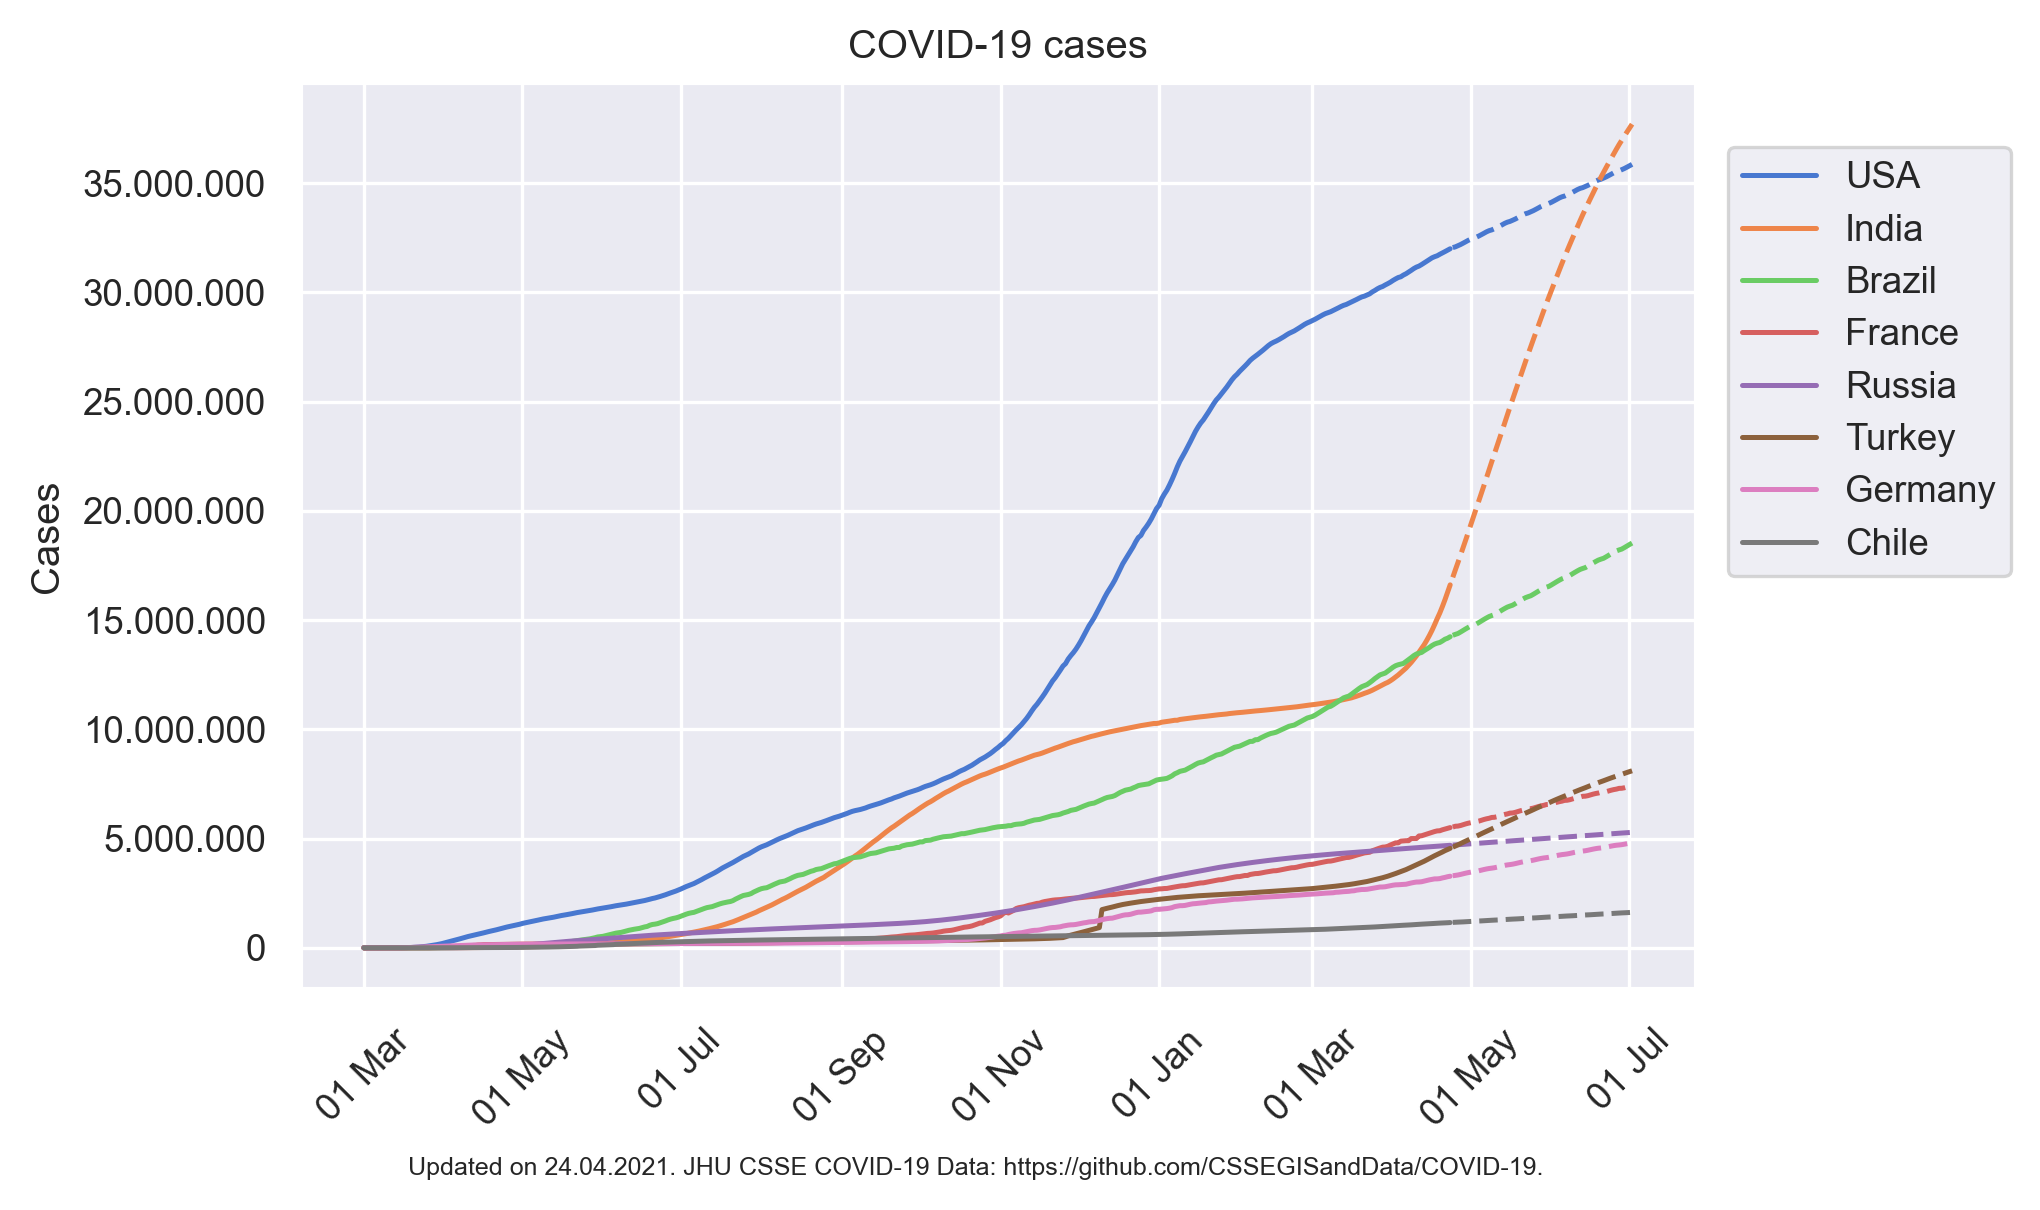 COVID-19 cases
Cases
35.000.000
30.000.000
25.000.000
20.000.000
15.000.000
10.000.000
5.000.000
0
01 Mar
01 May
01 Jul
01 Sep
01 Nov
01 Jan
01 Mar
01 May
01 Jul
USA
India
Brazil
France
Russia
Turkey
Germany
Chile
Updated on 24.04.2021. JHU CSSE COVID-19 Data: https://github.com/CSSEGISandData/COVID-19.